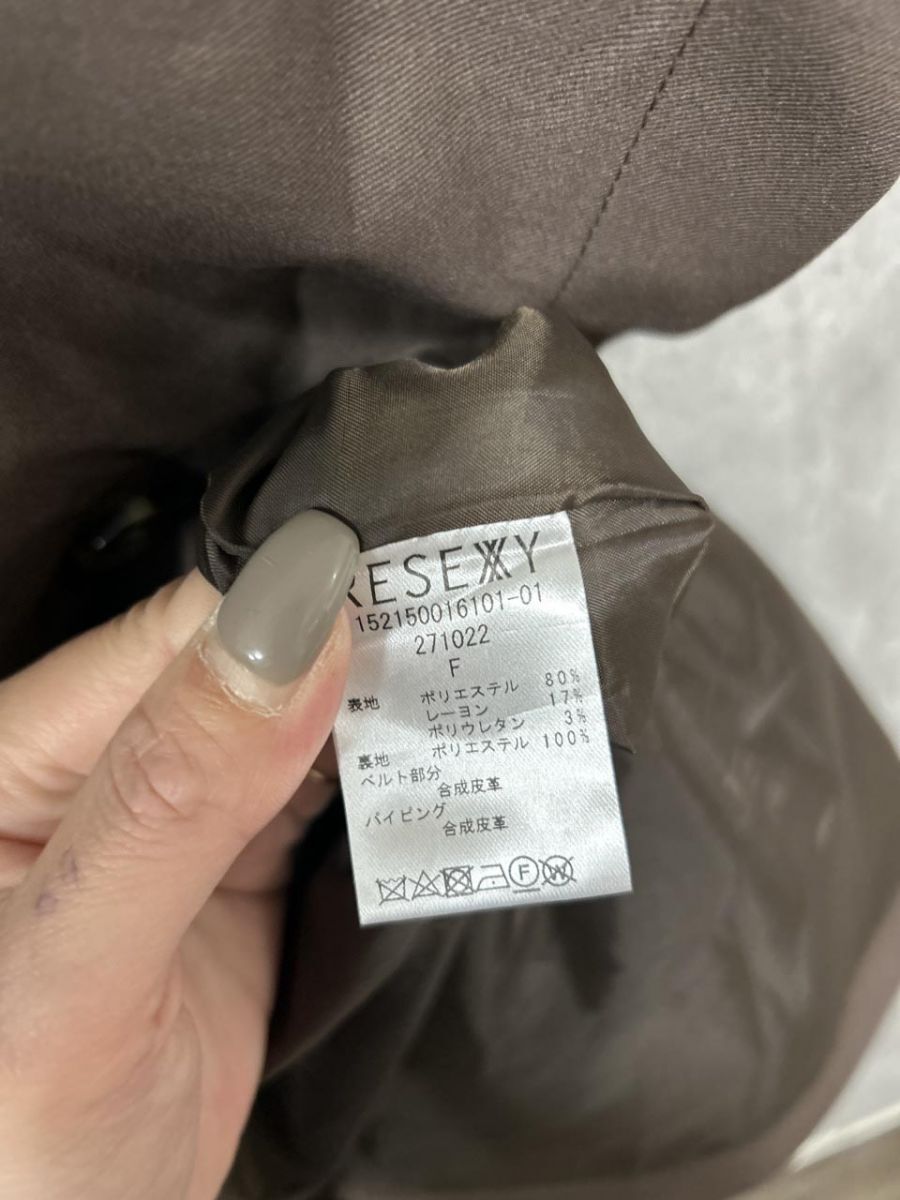 RESEXXY
152150016101-01
271022
F
表地 ポリエステル 80%
レーヨン 17%
ポリウレタン 3%
裏地 ポリエステル 100%
ベルト部分
合成皮革
パイピング
合成皮革
F W